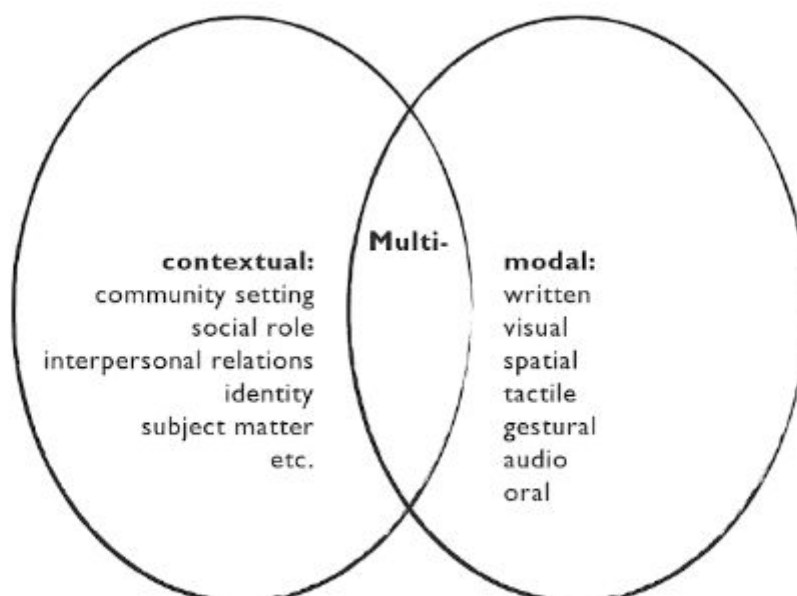 Multi-
contextual:
community setting
social role
interpersonal relations
identity
subject matter
etc.
modal:
written
visual
spatial
tactile
gestural
audio
oral